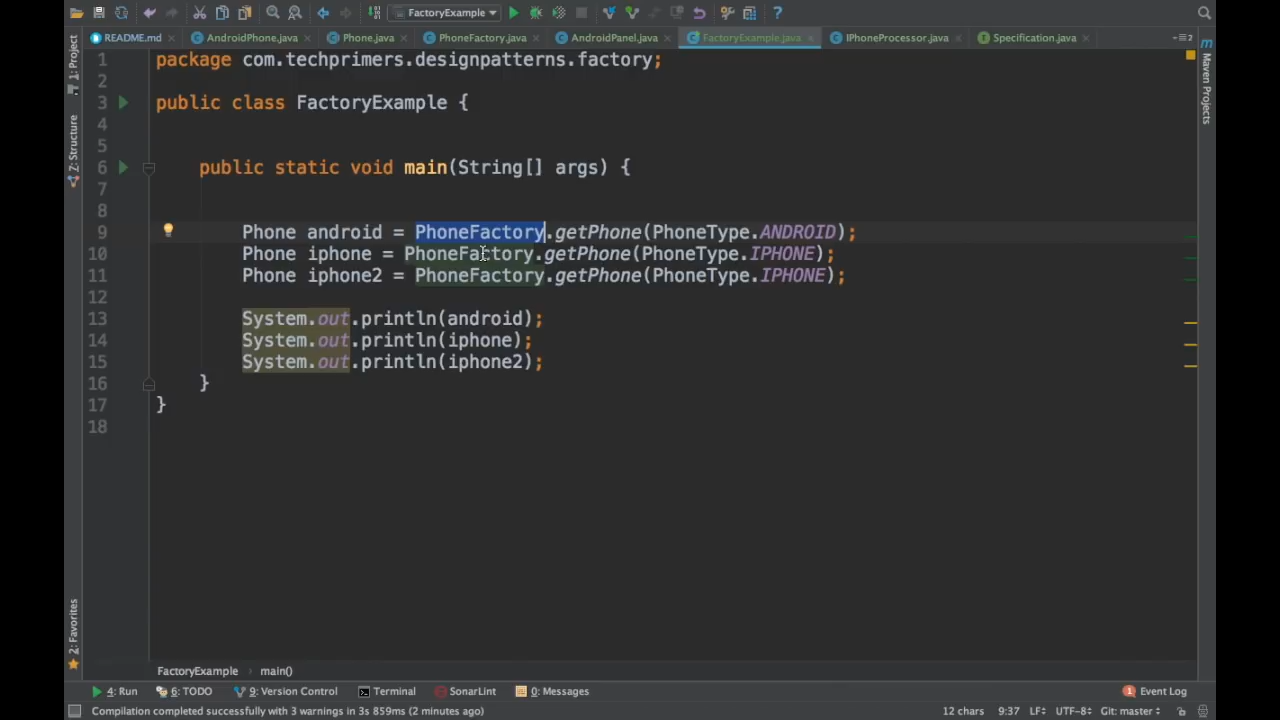 FactoryExample
README.md
AndroidPhone.java
Phone.java
PhoneFactory.java
AndroidPanel.java
FactoryExample.java
IPhoneProcessor.java
Specification.java
1: Project
Z: Structure
2: Favorites
Maven Projects
1 package com.techprimers.designpatterns.factory;
2
3 public class FactoryExample {
4
5
6 public static void main(String[] args) {
7
8
9 Phone android = PhoneFactory.getPhone(PhoneType.ANDROID);
10 Phone iphone = PhoneFactory.getPhone(PhoneType.IPHONE);
11 Phone iphone2 = PhoneFactory.getPhone(PhoneType.IPHONE);
12
13 System.out.println(android);
14 System.out.println(iphone);
15 System.out.println(iphone2);
16 }
17 }
18
FactoryExample > main()
4: Run 6: TODO 9: Version Control Terminal SonarLint 0: Messages 1 Event Log
Compilation completed successfully with 3 warnings in 3s 859ms (2 minutes ago) 12 chars 9:37 LF UTF-8 Git: master